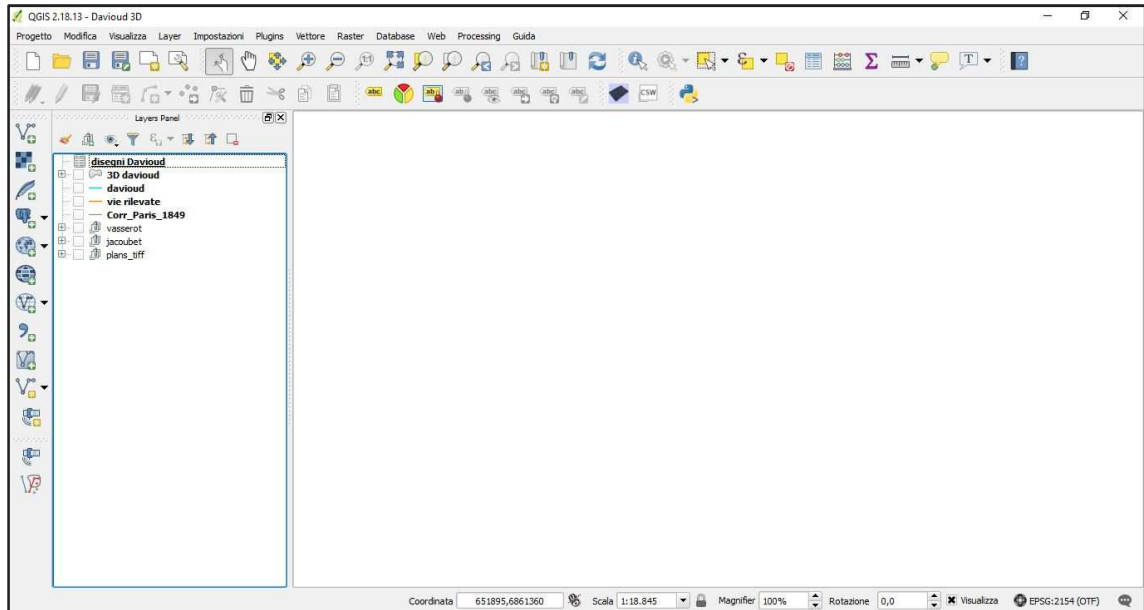 QGIS 2.18.13 - Davioud 3D
Progetto Modifica Visualizza Layer Impostazioni Plugins Vettore Raster Database Web Processing Guida
abc CSW
Layers Panel
disegni Davioud
3D davioud
davioud
vie rilevate
Corr_Paris_1849
vasserot
jacoubet
plans_tiff
Coordinata 651895,6861360 Scala 1:18.845 Magnifier 100% Rotazione 0,0 Visualizza EPSG:2154 (OTF)